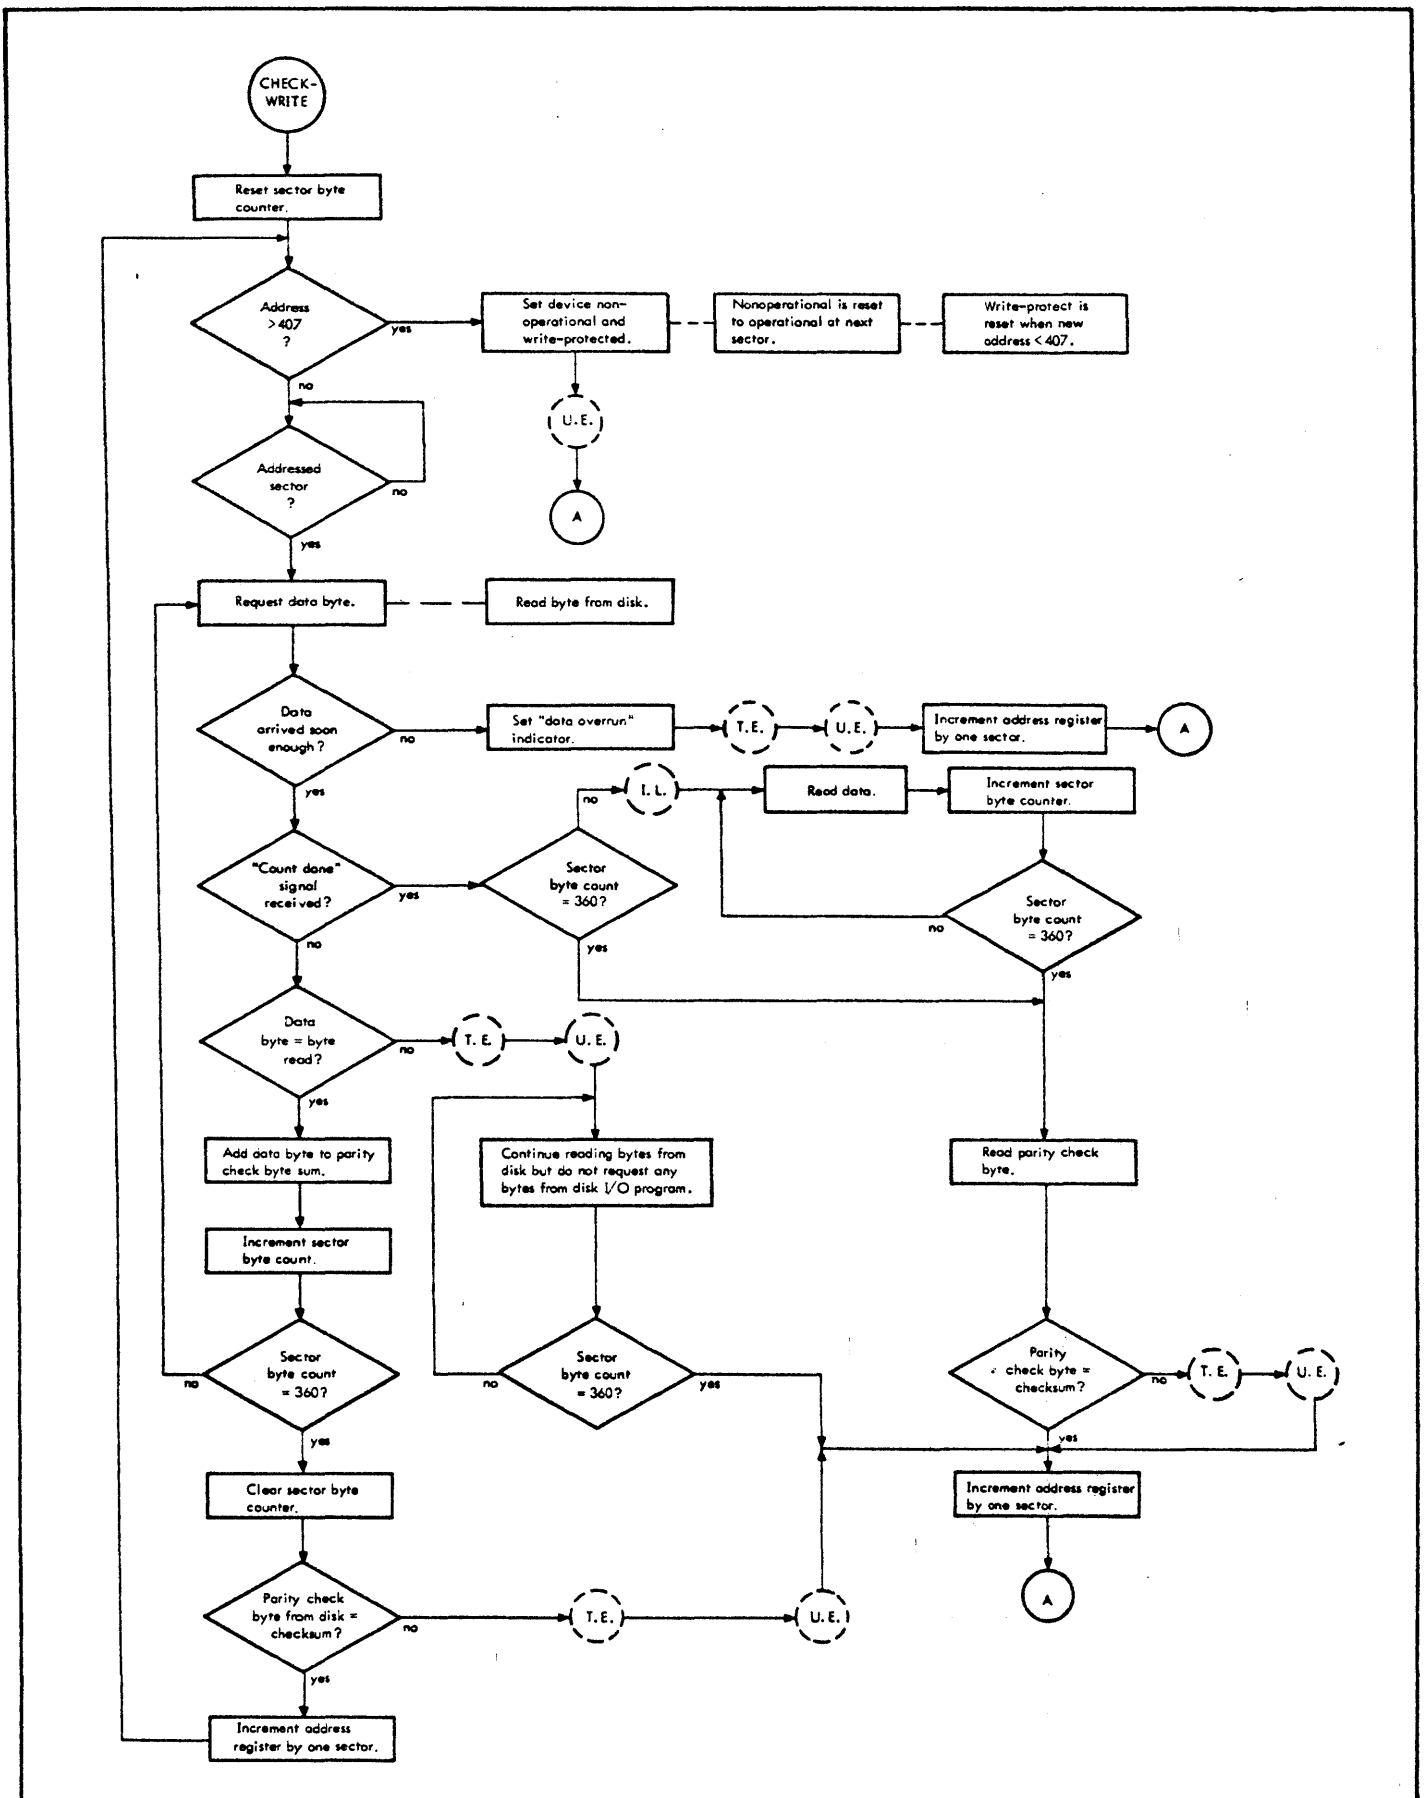 CHECK-
WRITE
Reset sector byte
counter.
Address
>407
?
yes
no
Set device non-
operational and
write-protected.
Nonoperational is reset
to operational at next
sector.
Write-protect is
reset when new
address < 407.
U.E.
A
Addressed
sector
?
no
yes
Request data byte.
Read byte from disk.
Data
arrived soon
enough?
no
yes
Set "data overrun"
indicator.
T.E.
U.E.
Increment address register
by one sector.
A
"Count done"
signal
received?
yes
no
Sector
byte count
= 360?
no
yes
I.L.
Read data.
Increment sector
byte counter.
Sector
byte count
= 360?
no
yes
Data
byte = byte
read?
no
yes
T.E.
U.E.
Add data byte to parity
check byte sum.
Continue reading bytes from
disk but do not request any
bytes from disk I/O program.
Read parity check
byte.
Increment sector
byte count.
Sector
byte count
= 360?
no
yes
Sector
byte count
= 360?
no
yes
Parity
check byte =
checksum?
no
yes
T.E.
U.E.
Clear sector byte
counter.
Increment address register
by one sector.
A
Parity check
byte from disk =
checksum?
no
yes
T.E.
U.E.
Increment address
register by one sector.